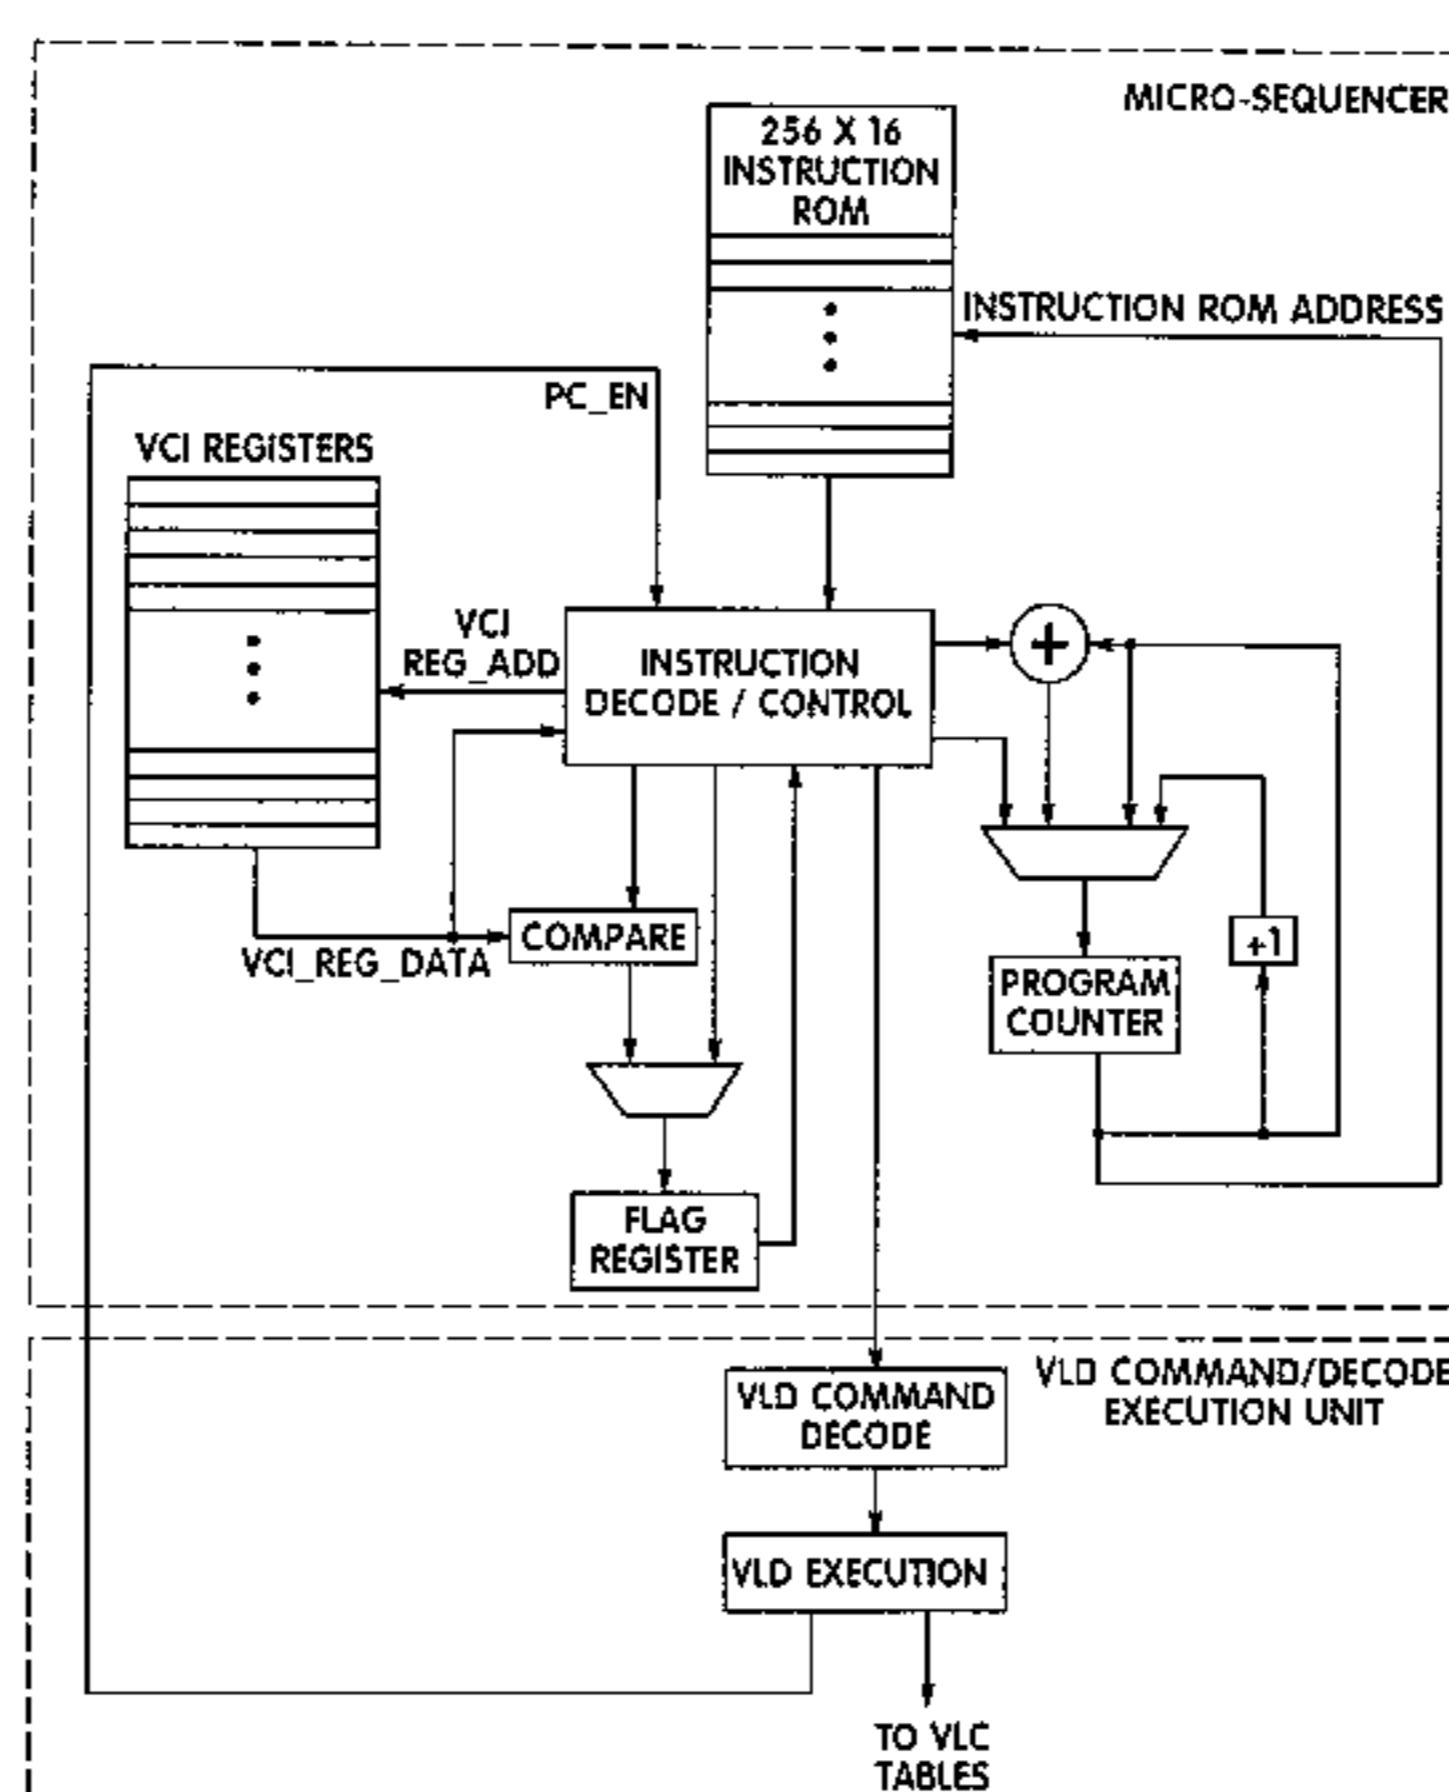 MICRO-SEQUENCER
256 X 16
INSTRUCTION
ROM
INSTRUCTION ROM ADDRESS
PC_EN
VCI REGISTERS
VCI
REG_ADD
INSTRUCTION
DECODE / CONTROL
+
COMPARE
VCI_REG_DATA
+1
PROGRAM
COUNTER
FLAG
REGISTER
VLD COMMAND/DECODE
EXECUTION UNIT
VLD COMMAND
DECODE
VLD EXECUTION
TO VLC
TABLES